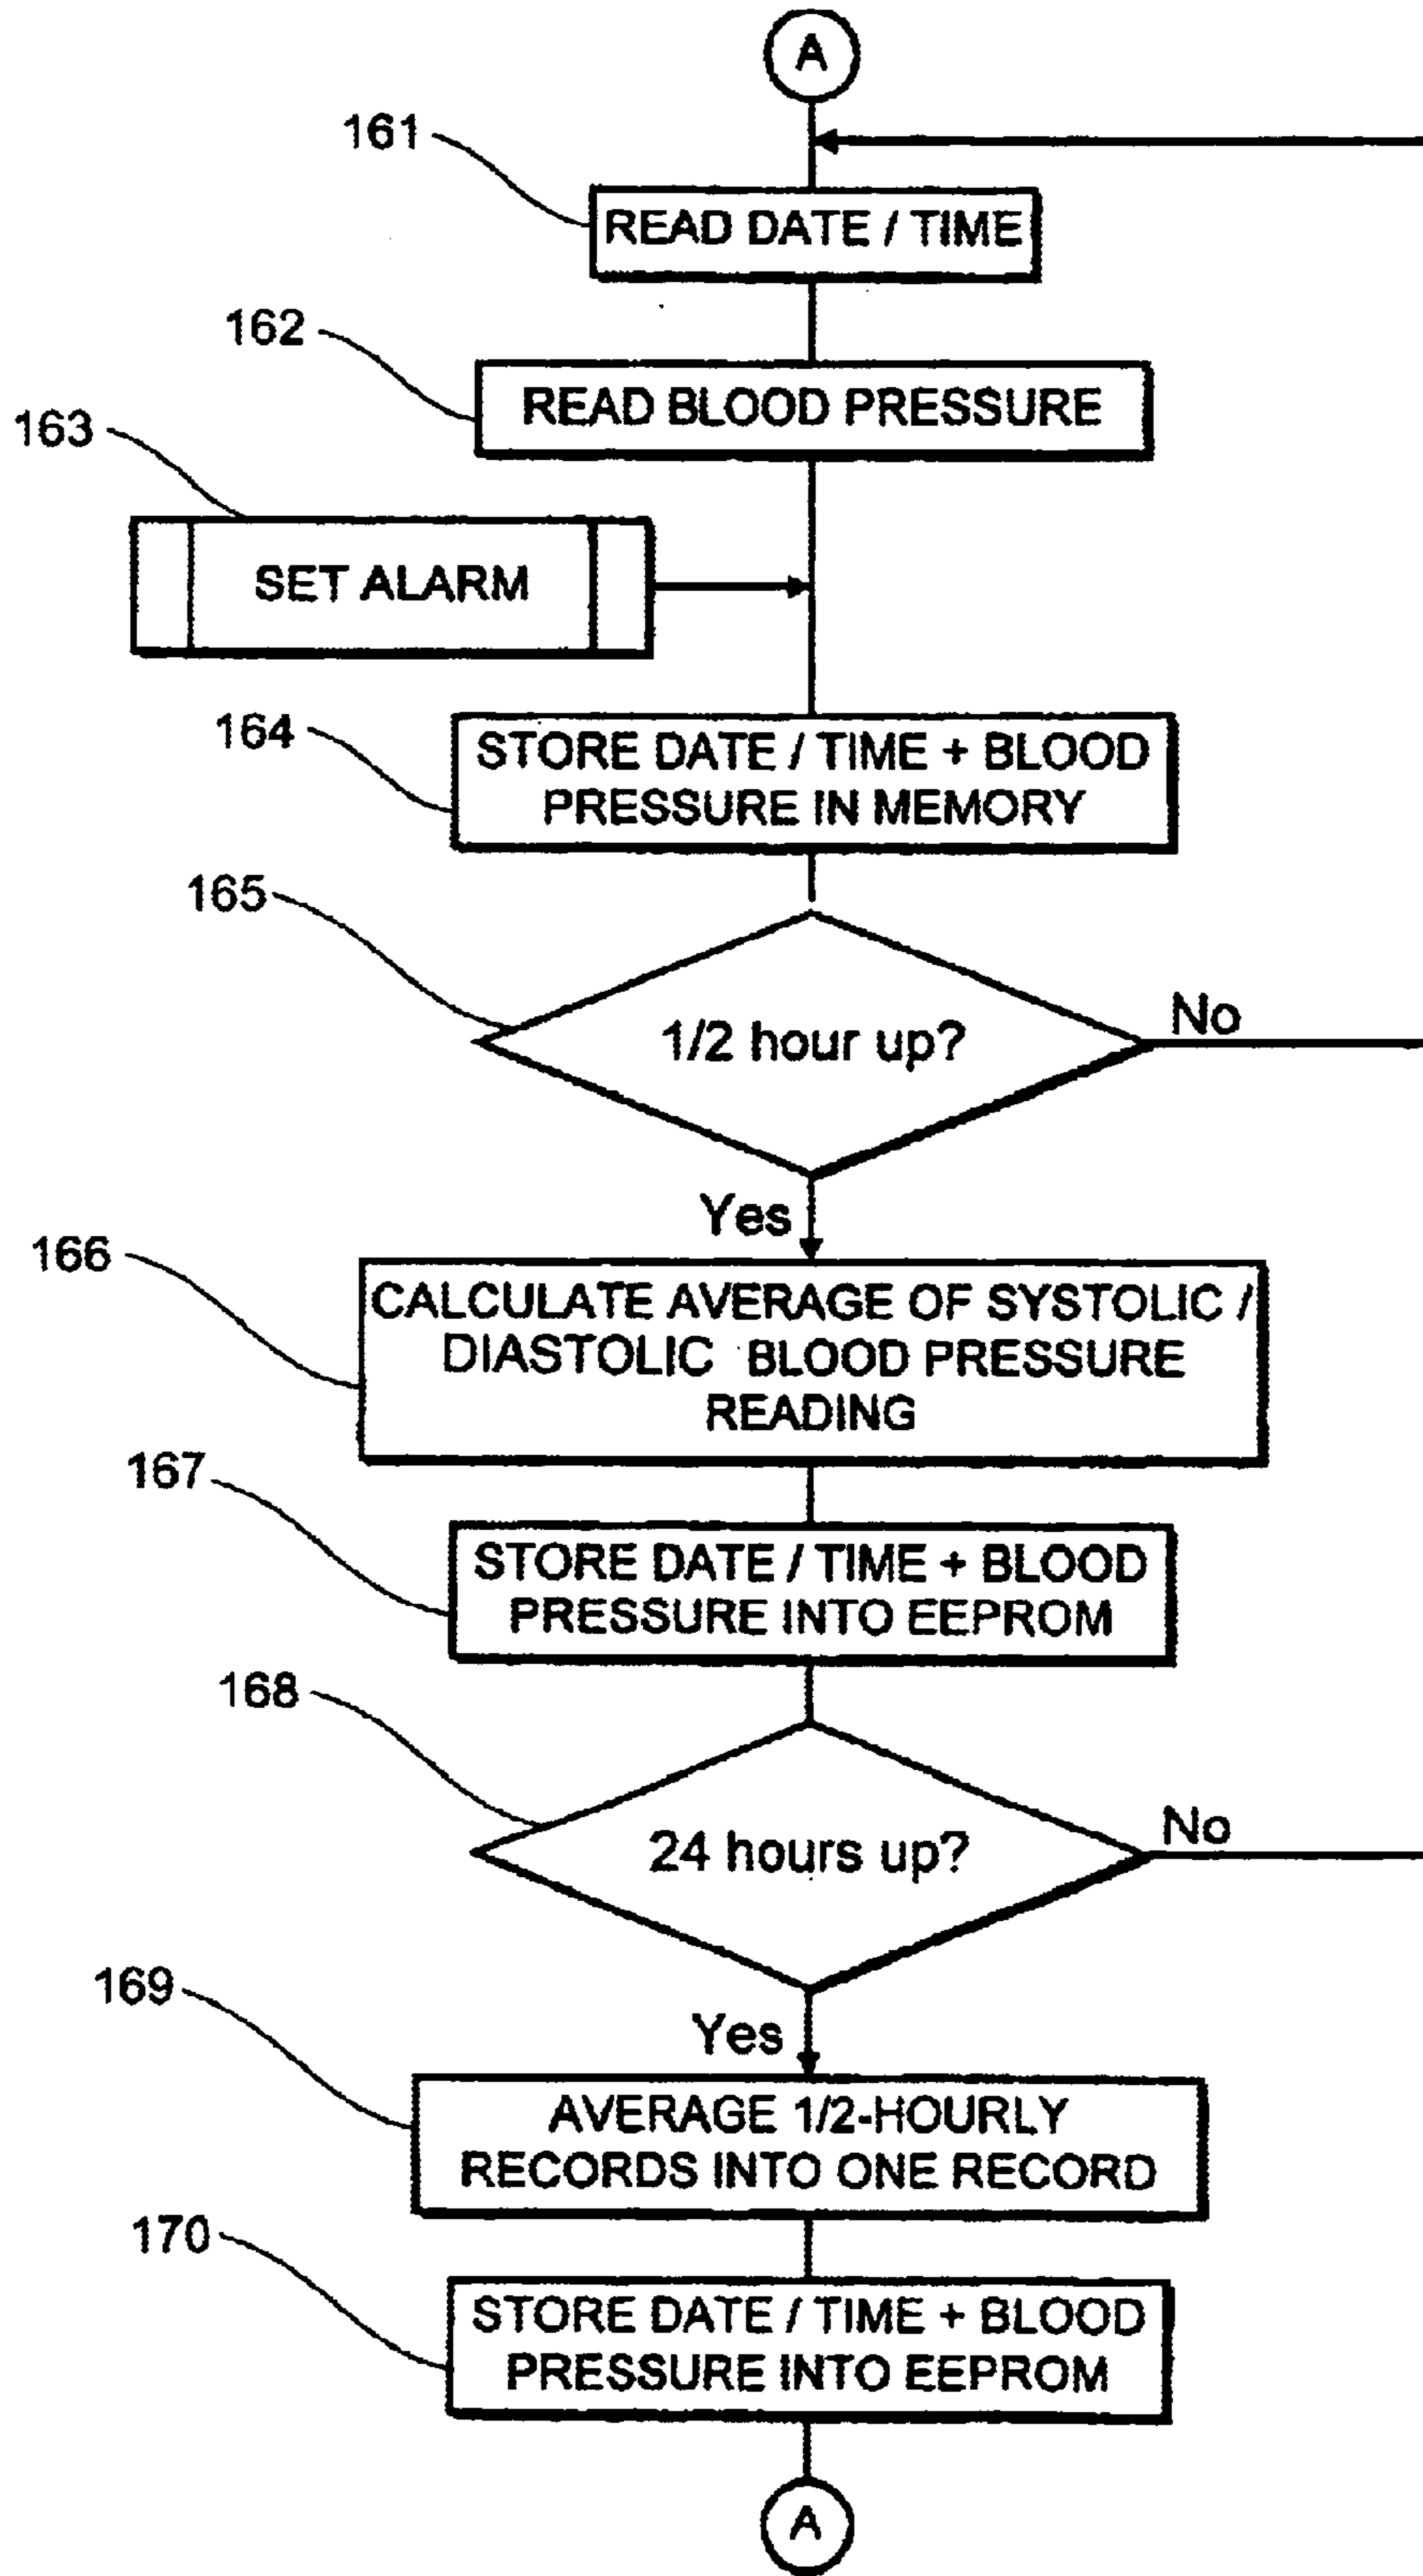 A
161
READ DATE / TIME
162
READ BLOOD PRESSURE
163
SET ALARM
164
STORE DATE / TIME + BLOOD
PRESSURE IN MEMORY
165
1/2 hour up?
No
Yes
166
CALCULATE AVERAGE OF SYSTOLIC /
DIASTOLIC BLOOD PRESSURE
READING
167
STORE DATE / TIME + BLOOD
PRESSURE INTO EEPROM
168
24 hours up?
No
Yes
169
AVERAGE 1/2-HOURLY
RECORDS INTO ONE RECORD
170
STORE DATE / TIME + BLOOD
PRESSURE INTO EEPROM
A